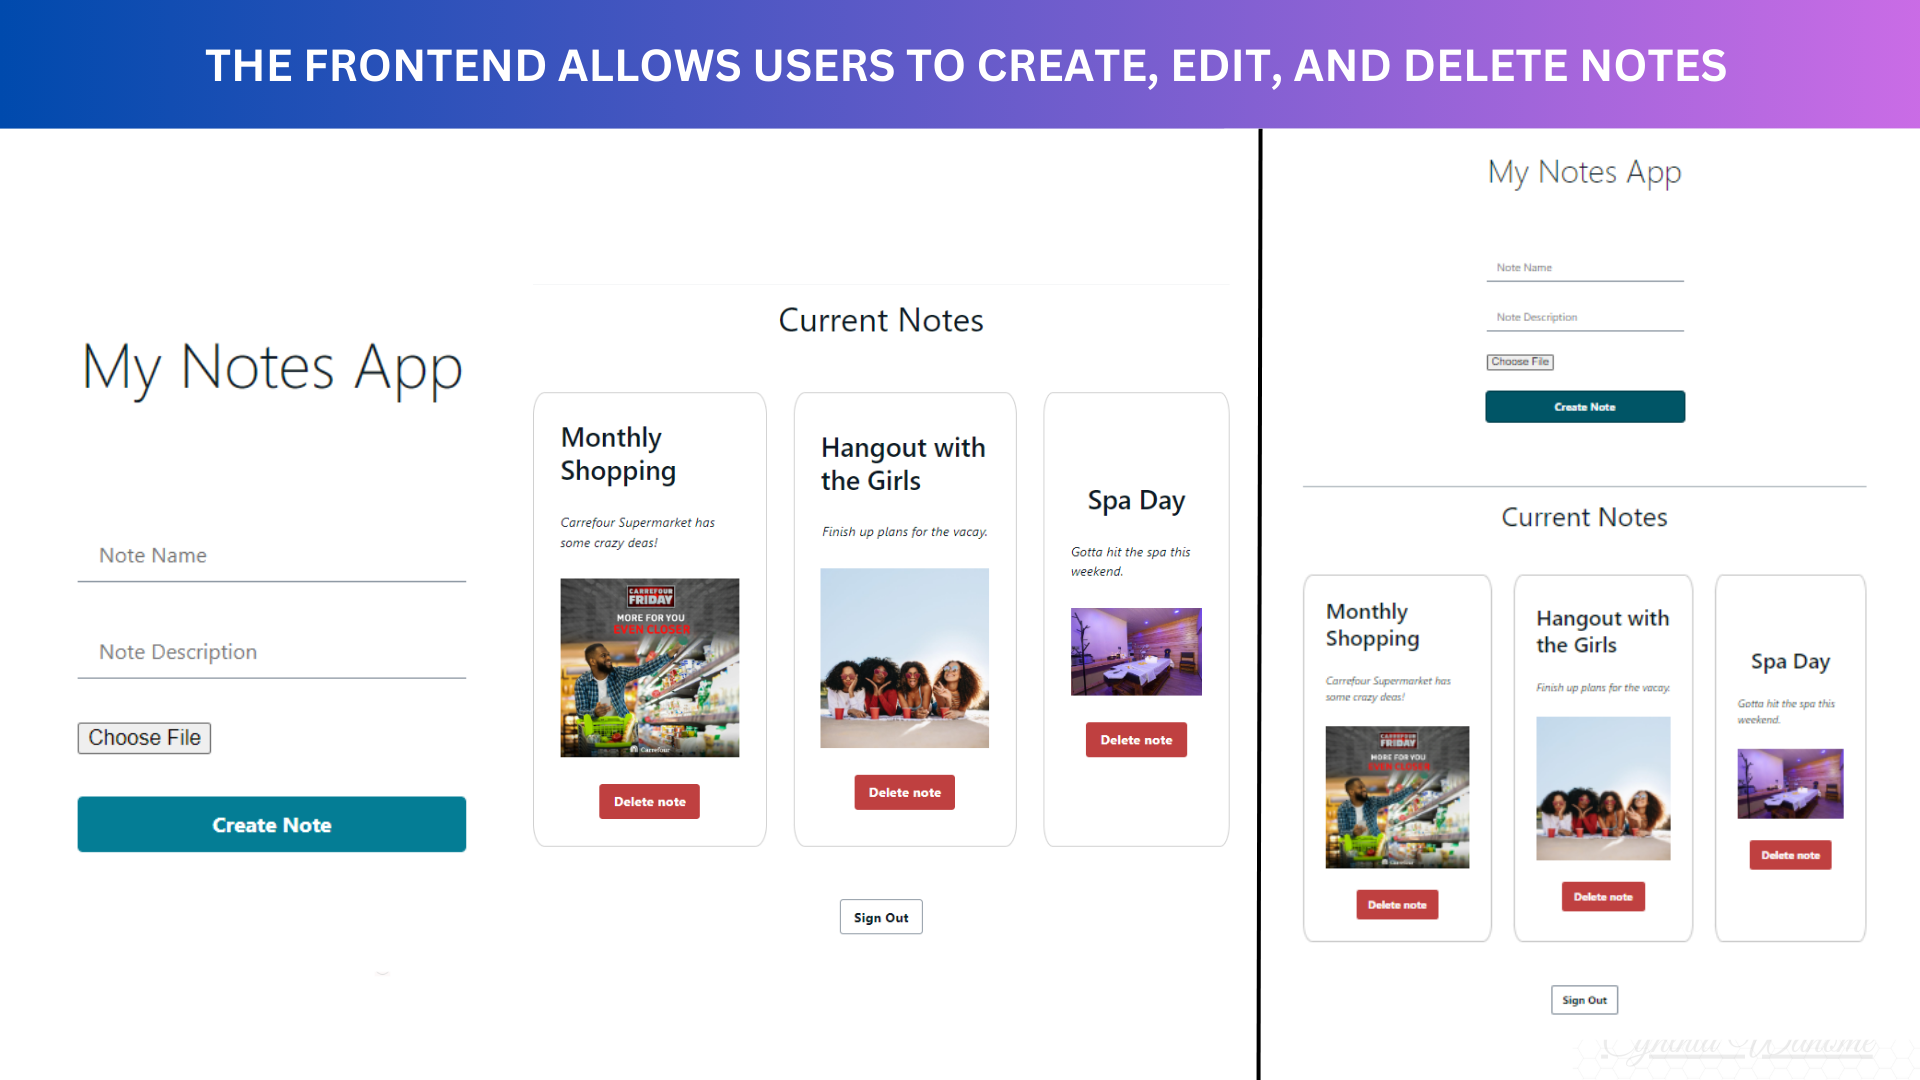 THE FRONTEND ALLOWS USERS TO CREATE, EDIT, AND DELETE NOTES
My Notes App
Note Name
Note Description
Choose File
Create Note
Current Notes
Monthly
Shopping
Carrefour Supermarket has
some crazy deas!
CARREFOUR
FRIDAY
MORE FOR YOU
EVEN CLOSER
Carrefour
Delete note
Hangout with
the Girls
Finish up plans for the vacay.
Delete note
Spa Day
Gotta hit the spa this
weekend.
Delete note
Sign Out
My Notes App
Note Name
Note Description
Choose File
Create Note
Current Notes
Monthly
Shopping
Carrefour Supermarket has
some crazy deas!
CARREFOUR
FRIDAY
MORE FOR YOU
EVEN CLOSER
Carrefour
Delete note
Hangout with
the Girls
Finish up plans for the vacay.
Delete note
Spa Day
Gotta hit the spa this
weekend.
Delete note
Sign Out